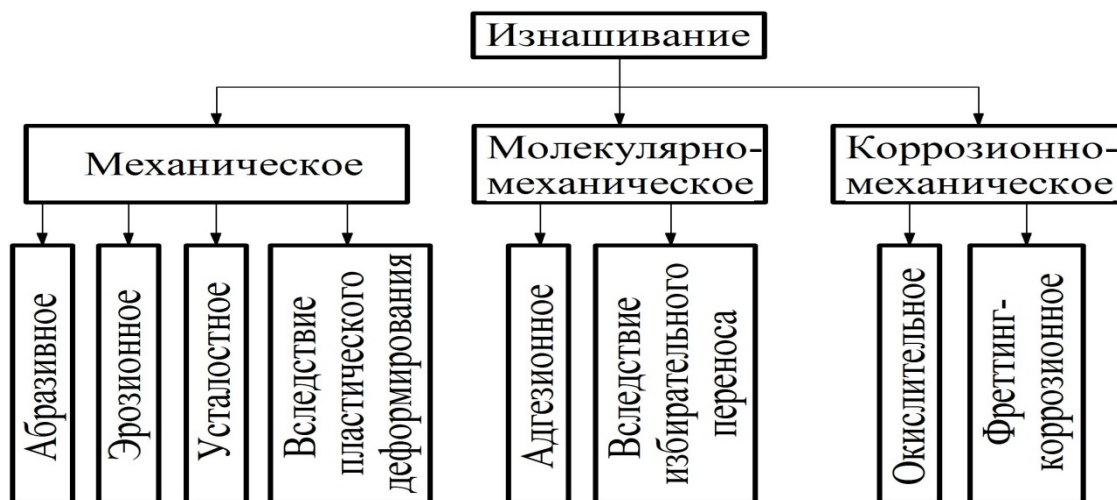 Изнашивание
Механическое
Молекулярно-
механическое
Коррозионно-
механическое
Абразивное
Эрозионное
Усталостное
Вследствие
пластического
деформирования
Адгезионное
Вследствие
избирательного
переноса
Окислительное
Фреттинг-
коррозионное